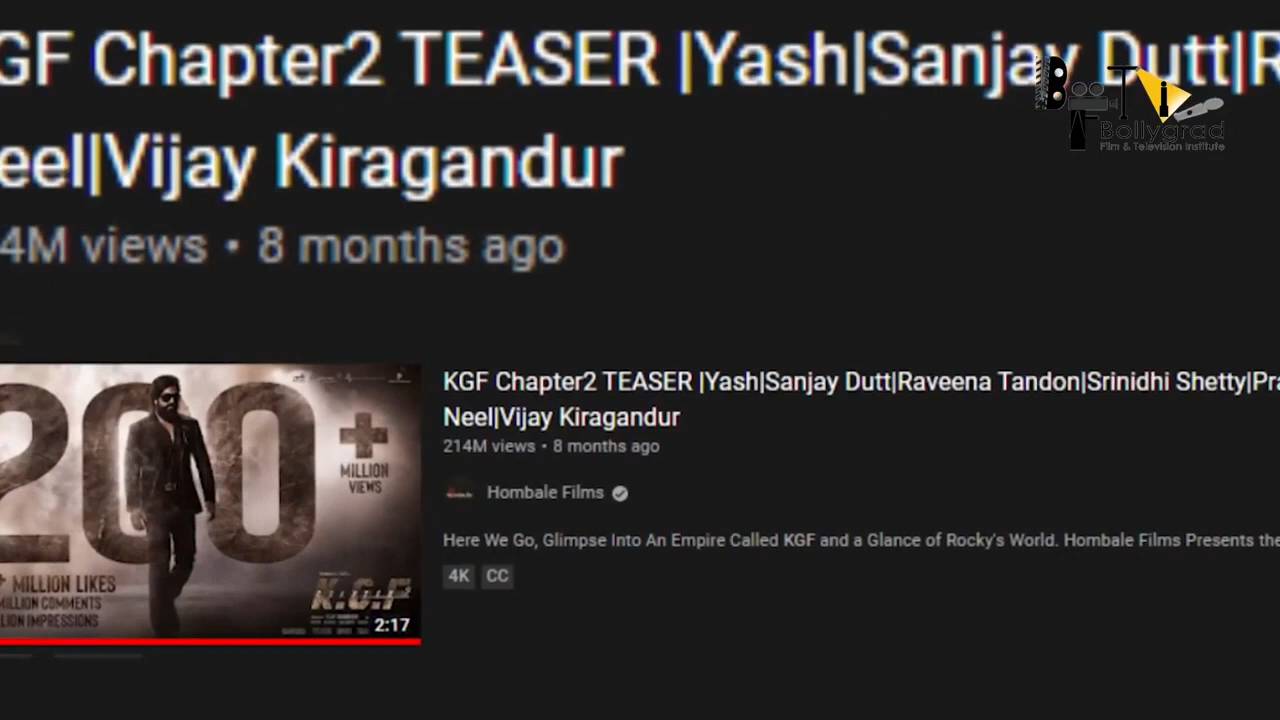 GF Chapter2 TEASER |Yash|Sanjay Dutt|R
eel|Vijay Kiragandur
4M views • 8 months ago
Bollygrad
Film & Television Institute
200+
MILLION
VIEWS
+ MILLION LIKES
MILLION COMMENTS
LION IMPRESSIONS
K.G.F
2:17
KGF Chapter2 TEASER |Yash|Sanjay Dutt|Raveena Tandon|Srinidhi Shetty|Pra
Neel|Vijay Kiragandur
214M views • 8 months ago
Hombale Films
Here We Go, Glimpse Into An Empire Called KGF and a Glance of Rocky's World. Hombale Films Presents the
4K CC